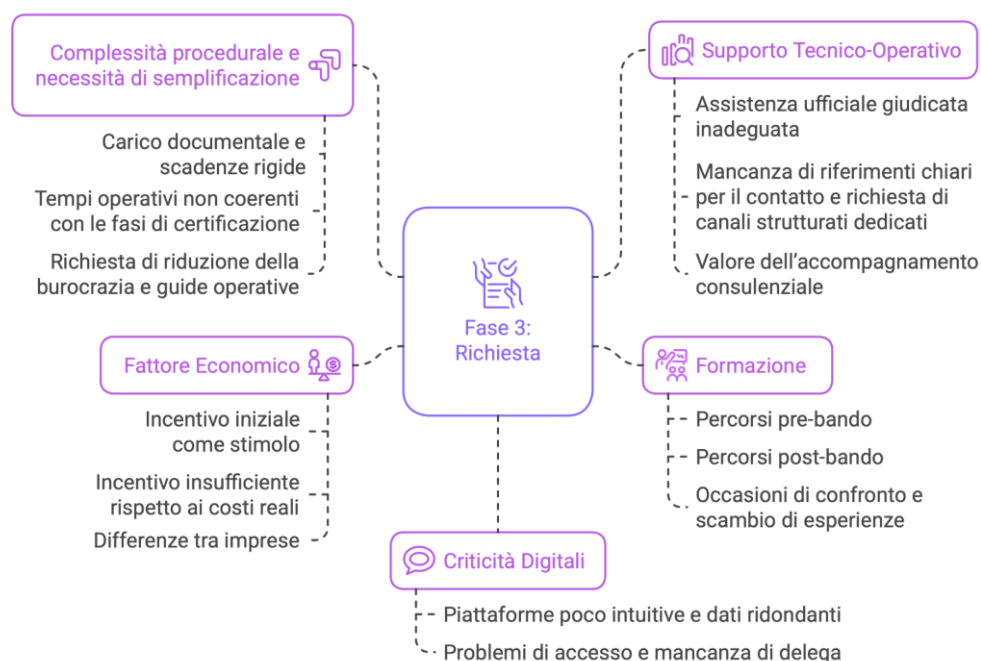 Complessità procedurale e
necessità di semplificazione
Carico documentale e
scadenze rigide
Tempi operativi non coerenti
con le fasi di certificazione
Richiesta di riduzione della
burocrazia e guide operative
Fattore Economico
Incentivo iniziale
come stimolo
Incentivo insufficiente
rispetto ai costi reali
Differenze tra imprese
Fase 3:
Richiesta
Supporto Tecnico-Operativo
Assistenza ufficiale giudicata
inadeguata
Mancanza di riferimenti chiari
per il contatto e richiesta di
canali strutturati dedicati
Valore dell’accompagnamento
consulenziale
Formazione
Percorsi pre-bando
Percorsi post-bando
Occasioni di confronto e
scambio di esperienze
Criticità Digitali
Piattaforme poco intuitive e dati ridondanti
Problemi di accesso e mancanza di delega